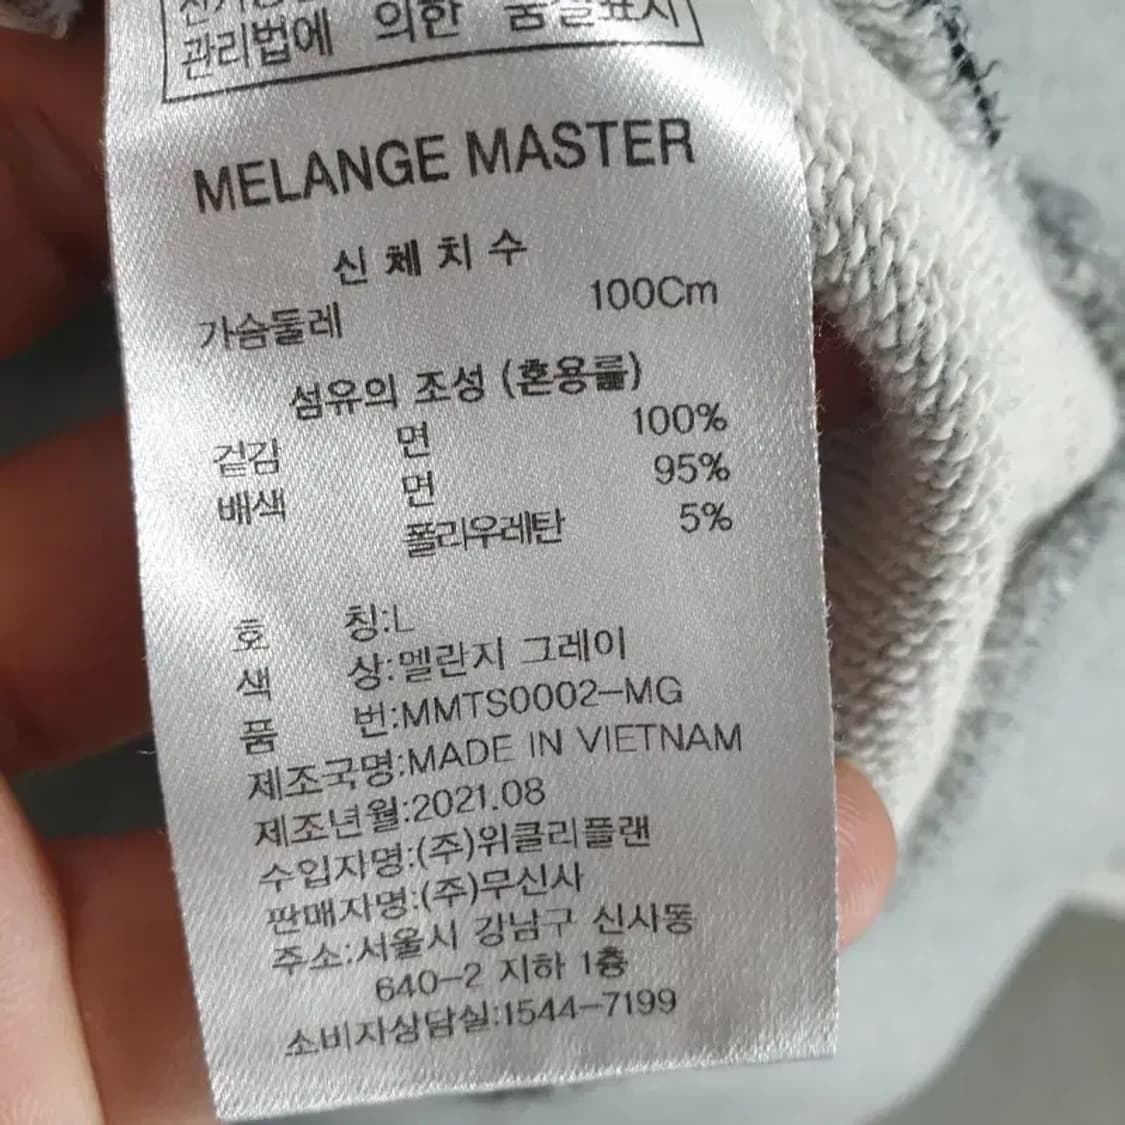 관리법에 의한 품질표시
MELANGE MASTER
신체치수
가슴둘레 100Cm
섬유의 조성 (혼용률)
겉감 면 100%
배색 면 95%
폴리우레탄 5%
호 칭:L
색 상:멜란지 그레이
품 번:MMTS0002-MG
제조국명:MADE IN VIETNAM
제조년월:2021.08
수입자명:(주)위클리플랜
판매자명:(주)무신사
주소:서울시 강남구 신사동
640-2 지하 1층
소비자상담실:1544-7199